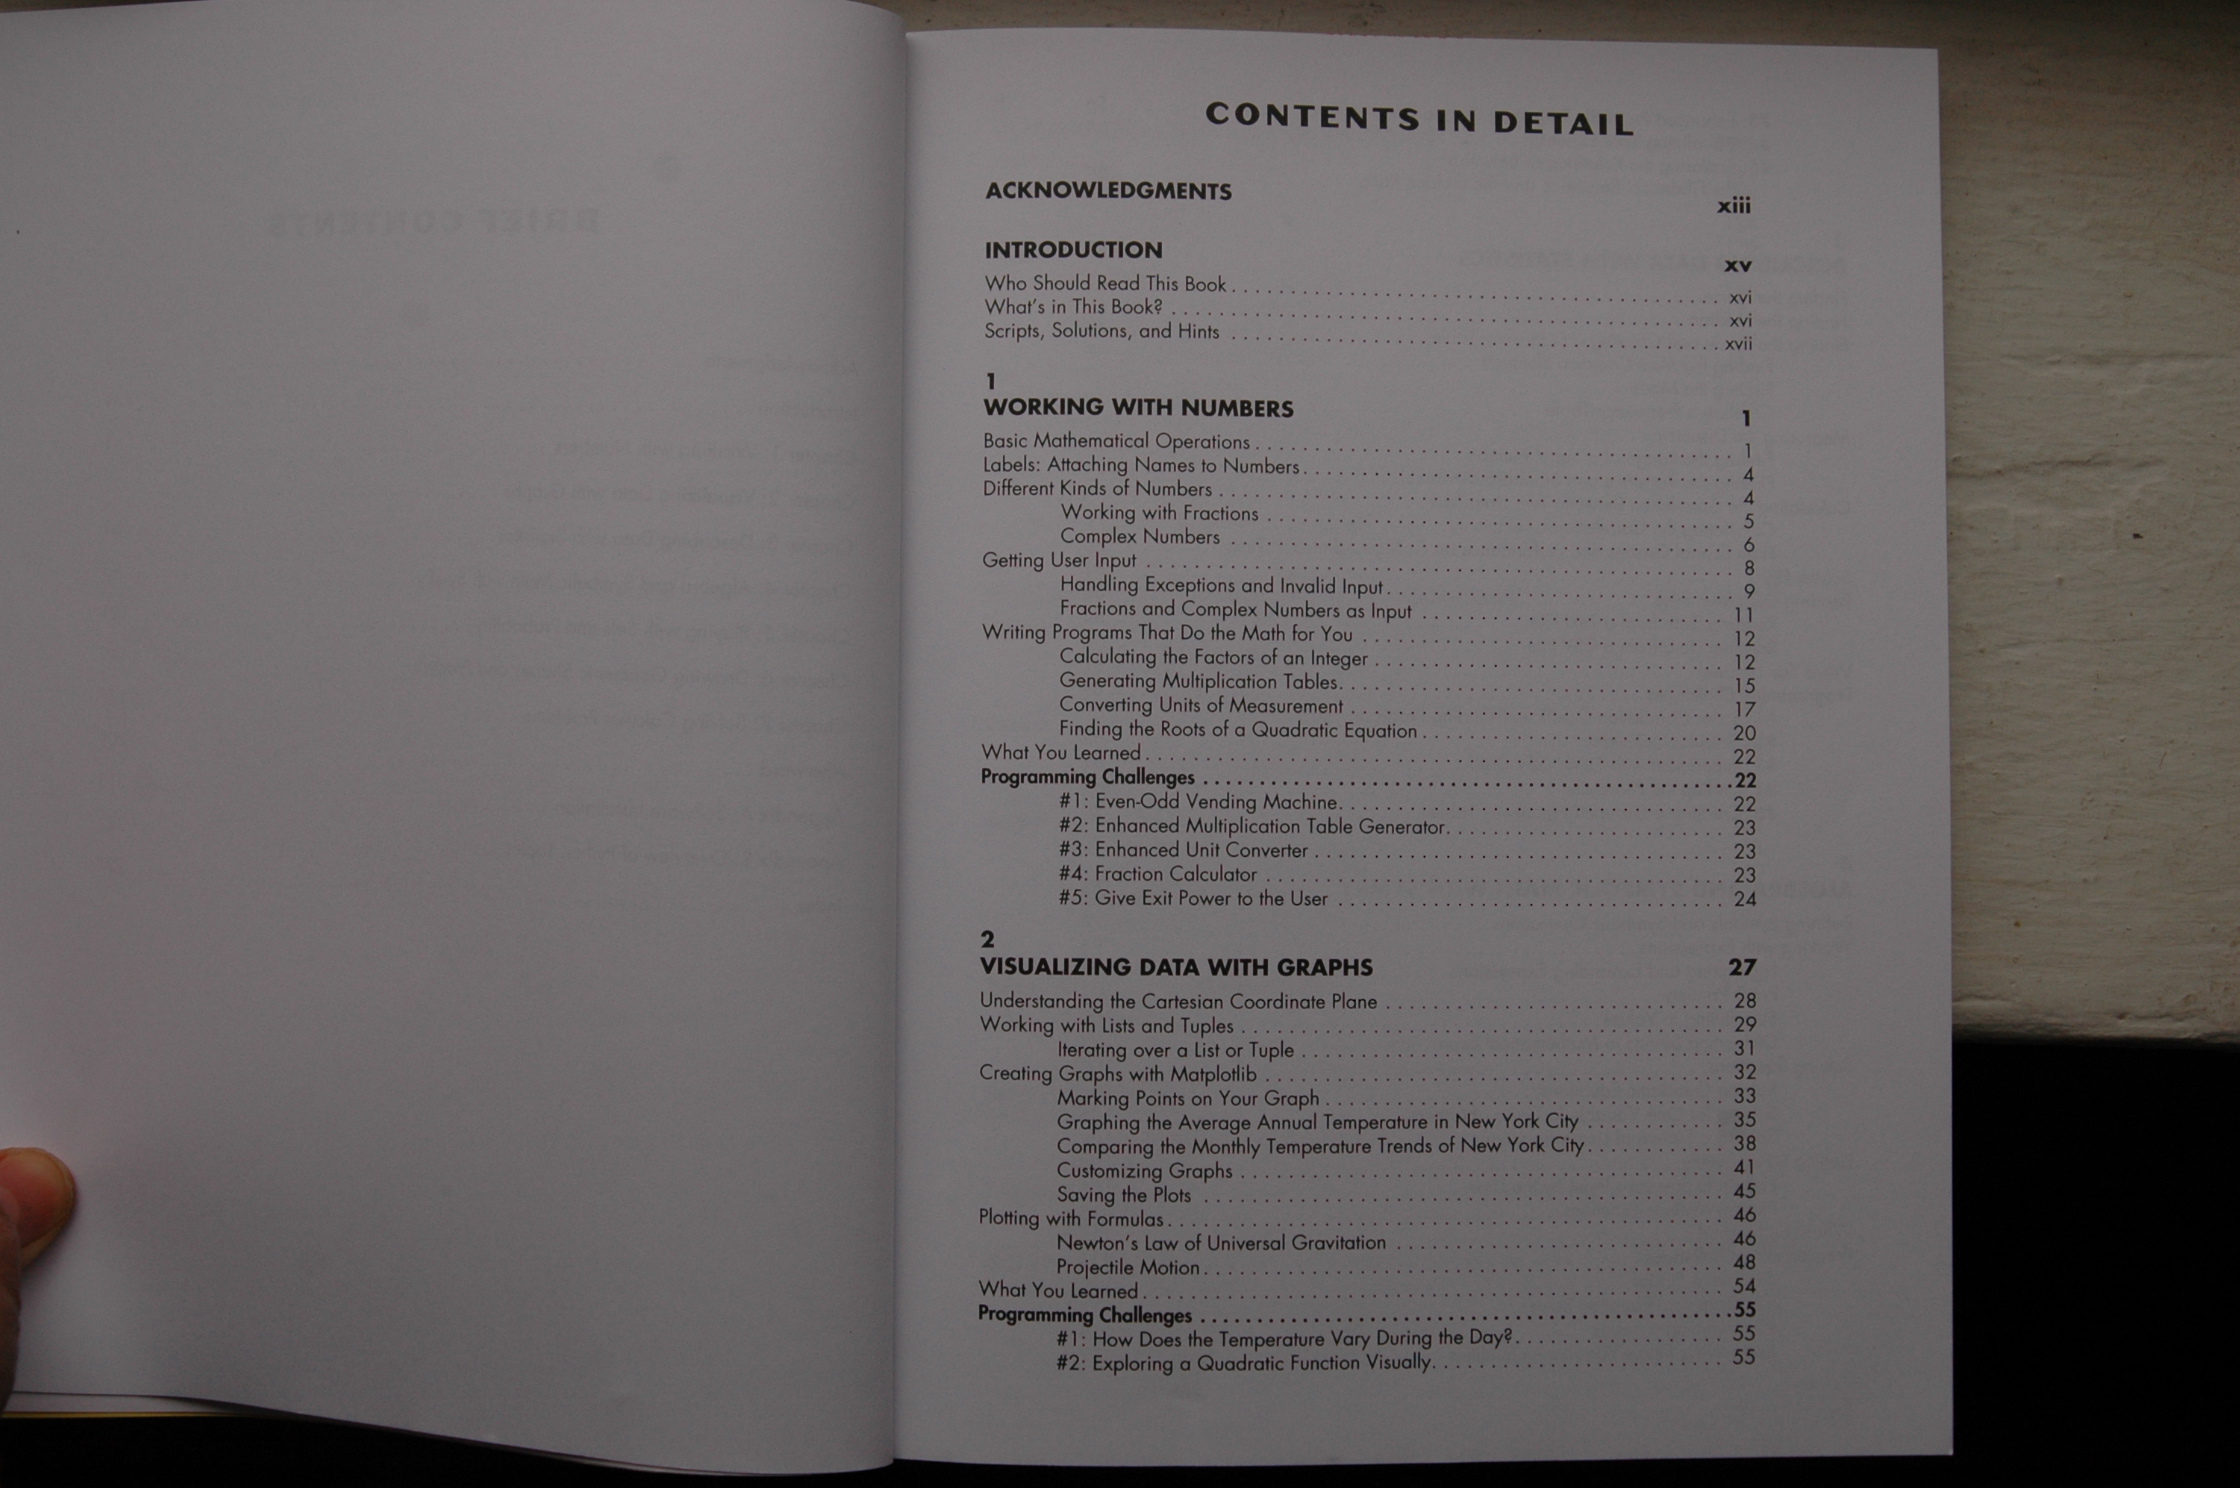 CONTENTS IN DETAIL
ACKNOWLEDGMENTS xiii
INTRODUCTION xv
Who Should Read This Book . . . . . . . . . . xvi
What's in This Book? . . . . . . . . . . xvi
Scripts, Solutions, and Hints . . . . . . . . . . xvii
1
WORKING WITH NUMBERS 1
Basic Mathematical Operations . . . . . . . . . . 1
Labels: Attaching Names to Numbers . . . . . . . . . . 4
Different Kinds of Numbers . . . . . . . . . . 4
Working with Fractions . . . . . . . . . . 5
Complex Numbers . . . . . . . . . . 6
Getting User Input . . . . . . . . . . 8
Handling Exceptions and Invalid Input . . . . . . . . . . 9
Fractions and Complex Numbers as Input . . . . . . . . . . 11
Writing Programs That Do the Math for You . . . . . . . . . . 12
Calculating the Factors of an Integer . . . . . . . . . . 12
Generating Multiplication Tables . . . . . . . . . . 15
Converting Units of Measurement . . . . . . . . . . 17
Finding the Roots of a Quadratic Equation . . . . . . . . . . 20
What You Learned . . . . . . . . . . 22
Programming Challenges . . . . . . . . . . 22
#1: Even-Odd Vending Machine . . . . . . . . . . 22
#2: Enhanced Multiplication Table Generator . . . . . . . . . . 23
#3: Enhanced Unit Converter . . . . . . . . . . 23
#4: Fraction Calculator . . . . . . . . . . 23
#5: Give Exit Power to the User . . . . . . . . . . 24
2
VISUALIZING DATA WITH GRAPHS 27
Understanding the Cartesian Coordinate Plane . . . . . . . . . . 28
Working with Lists and Tuples . . . . . . . . . . 29
Iterating over a List or Tuple . . . . . . . . . . 31
Creating Graphs with Matplotlib . . . . . . . . . . 32
Marking Points on Your Graph . . . . . . . . . . 33
Graphing the Average Annual Temperature in New York City . . . . . . . . . . 35
Comparing the Monthly Temperature Trends of New York City . . . . . . . . . . 38
Customizing Graphs . . . . . . . . . . 41
Saving the Plots . . . . . . . . . . 45
Plotting with Formulas . . . . . . . . . . 46
Newton's Law of Universal Gravitation . . . . . . . . . . 46
Projectile Motion . . . . . . . . . . 48
What You Learned . . . . . . . . . . 54
Programming Challenges . . . . . . . . . . 55
#1: How Does the Temperature Vary During the Day? . . . . . . . . . . 55
#2: Exploring a Quadratic Function Visually . . . . . . . . . . 55